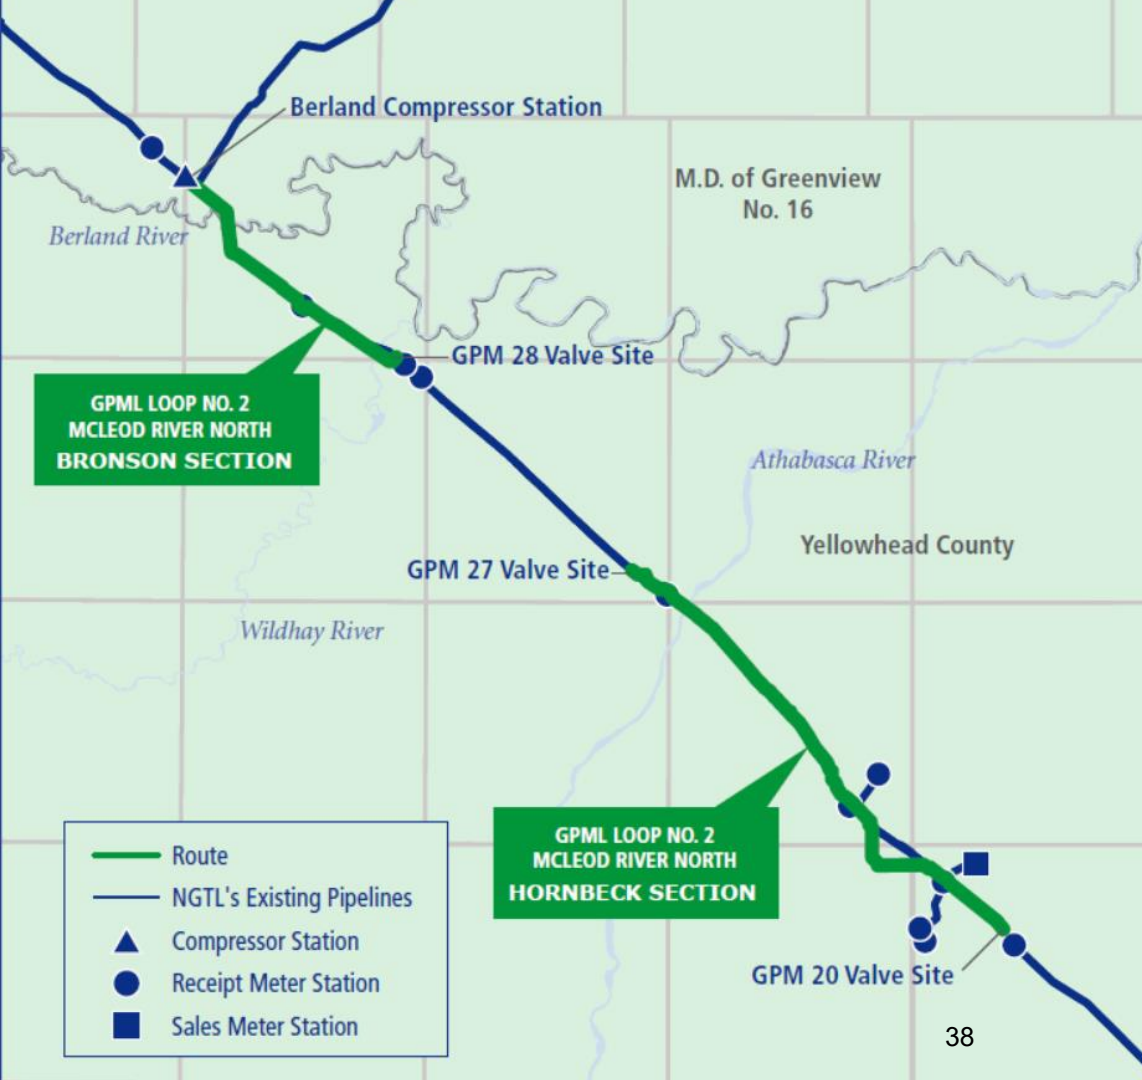 Berland Compressor Station
M.D. of Greenview
No. 16
Berland River
GPM 28 Valve Site
GPML LOOP NO. 2
MCLEOD RIVER NORTH
BRONSON SECTION
Athabasca River
Yellowhead County
GPM 27 Valve Site
Wildhay River
GPML LOOP NO. 2
MCLEOD RIVER NORTH
HORNBECK SECTION
GPM 20 Valve Site
Route
NGTL's Existing Pipelines
Compressor Station
Receipt Meter Station
Sales Meter Station
38